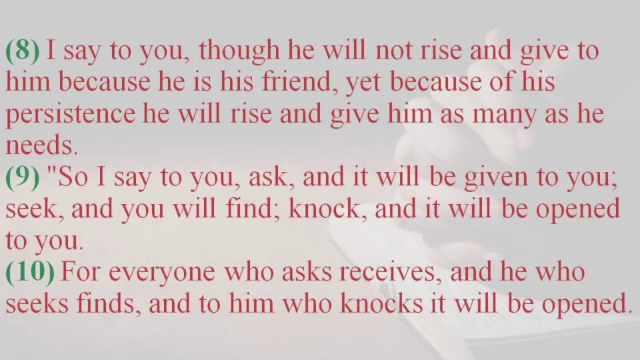 (8) I say to you, though he will not rise and give to
him because he is his friend, yet because of his
persistence he will rise and give him as many as he
needs.
(9) "So I say to you, ask, and it will be given to you;
seek, and you will find; knock, and it will be opened
to you.
(10) For everyone who asks receives, and he who
seeks finds, and to him who knocks it will be opened.